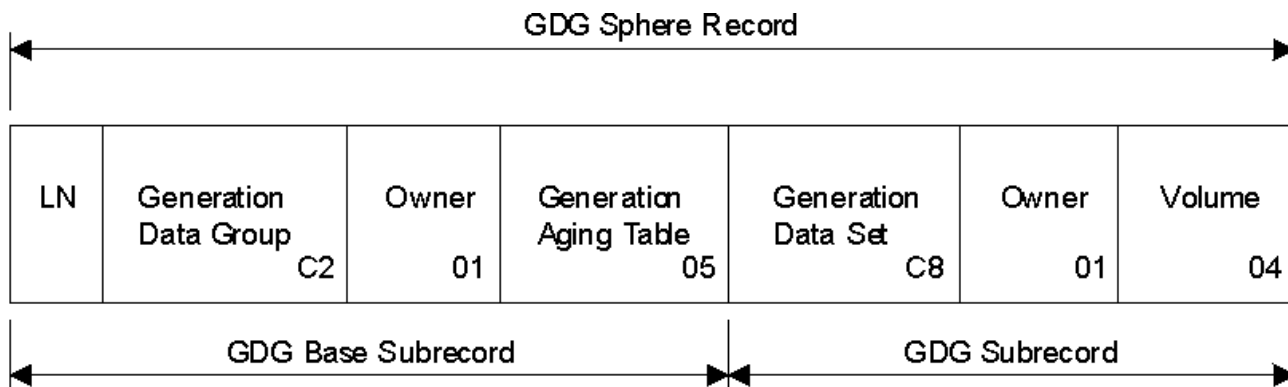 GDG Sphere Record
LN
Generation
Data Group
C2
Owner
01
Generation
Aging Table
05
Generation
Data Set
C8
Owner
01
Volume
04
GDG Base Subrecord
GDG Subrecord